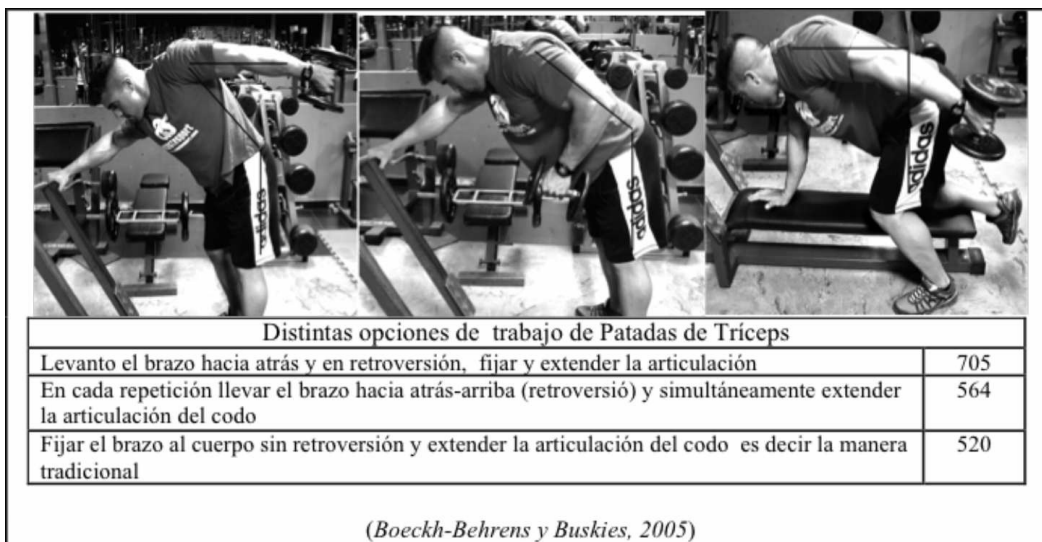 adidas
adidas
adidas
Distintas opciones de trabajo de Patadas de Tríceps
Levanto el brazo hacia atrás y en retroversión, fijar y extender la articulación 705
En cada repetición llevar el brazo hacia atrás-arriba (retroversió) y simultáneamente extender 564
la articulación del codo
Fijar el brazo al cuerpo sin retroversión y extender la articulación del codo es decir la manera 520
tradicional
(Boeckh-Behrens y Buskies, 2005)